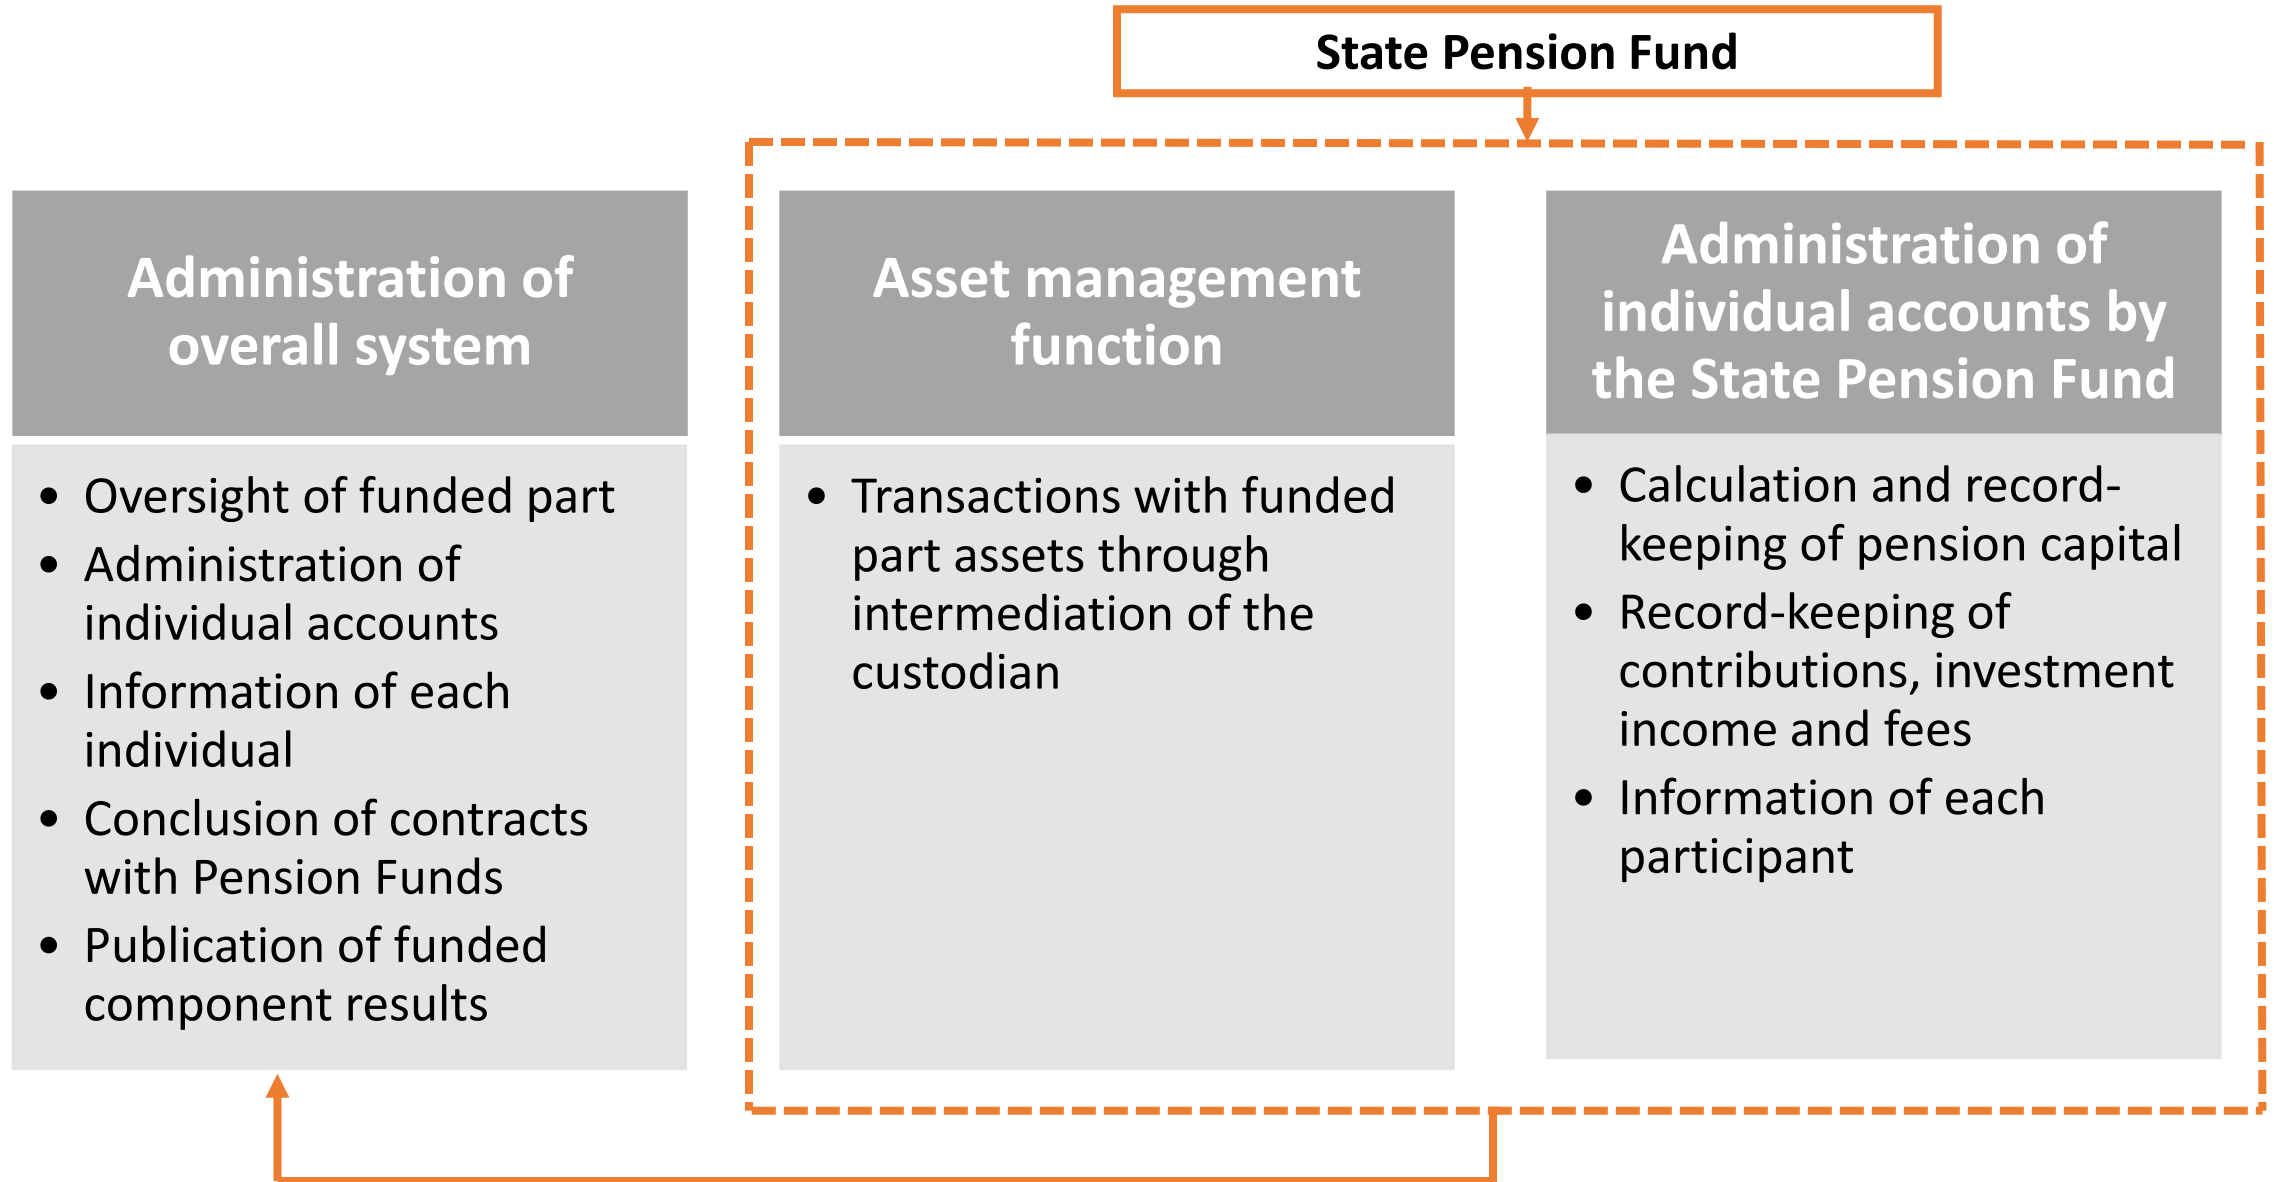 State Pension Fund
Administration of
overall system
• Oversight of funded part
• Administration of
individual accounts
• Information of each
individual
• Conclusion of contracts
with Pension Funds
• Publication of funded
component results
Asset management
function
• Transactions with funded
part assets through
intermediation of the
custodian
Administration of
individual accounts by
the State Pension Fund
• Calculation and record-
keeping of pension capital
• Record-keeping of
contributions, investment
income and fees
• Information of each
participant